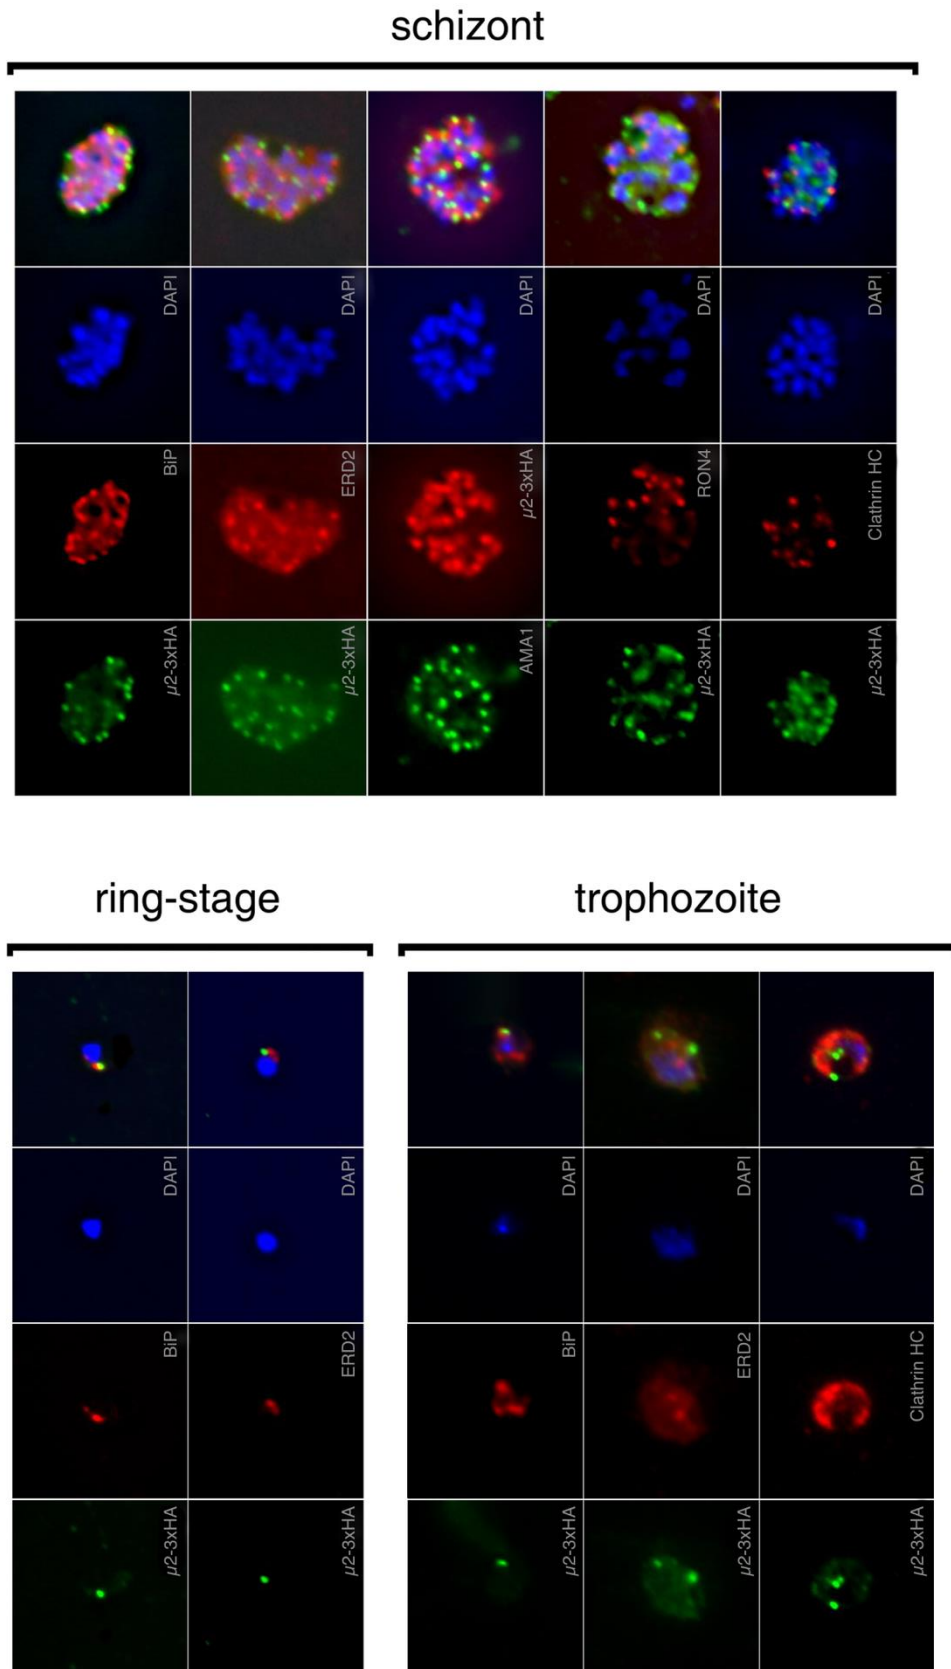 schizont
DAPI
DAPI
DAPI
DAPI
DAPI
BiP
ERD2
µ2-3xHA
RON4
Clathrin HC
µ2-3xHA
µ2-3xHA
AMA1
µ2-3xHA
µ2-3xHA
ring-stage
trophozoite
DAPI
DAPI
DAPI
DAPI
DAPI
BiP
ERD2
BiP
ERD2
Clathrin HC
µ2-3xHA
µ2-3xHA
µ2-3xHA
µ2-3xHA
µ2-3xHA